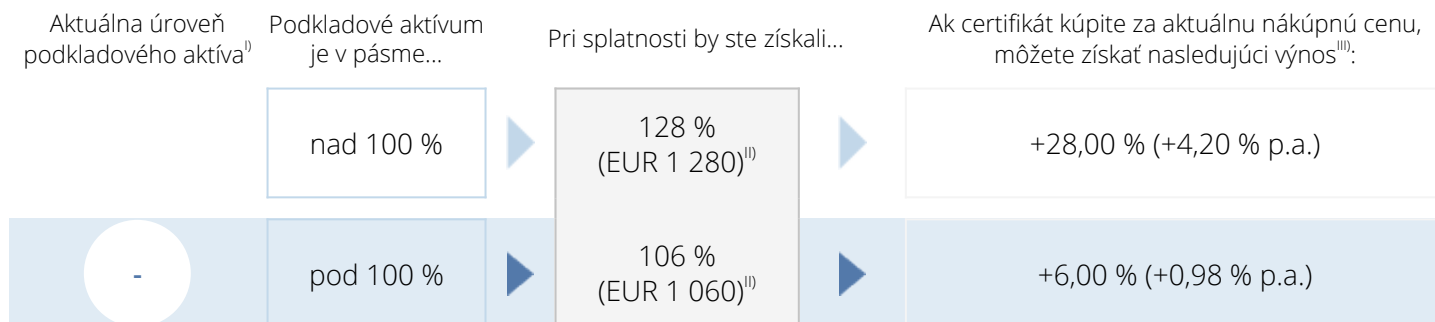 Aktuálna úroveň
podkladového aktíva^I)
Podkladové aktívum
je v pásme...
Pri splatnosti by ste získali...
Ak certifikát kúpite za aktuálnu nákupnú cenu,
môžete získať nasledujúci výnos^III):
nad 100 %
128 %
(EUR 1 280)^II)
+28,00 % (+4,20 % p.a.)
-
pod 100 %
106 %
(EUR 1 060)^II)
+6,00 % (+0,98 % p.a.)